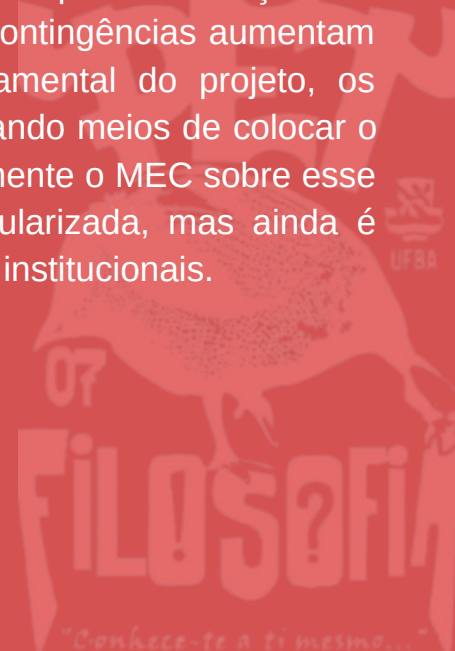 ontingências aumentam
amental do projeto, os
ando meios de colocar o
mente o MEC sobre esse
ularizada, mas ainda é
institucionais.
UFBA
07
FiLOSOFi
"Conhece-te a ti mesmo..."